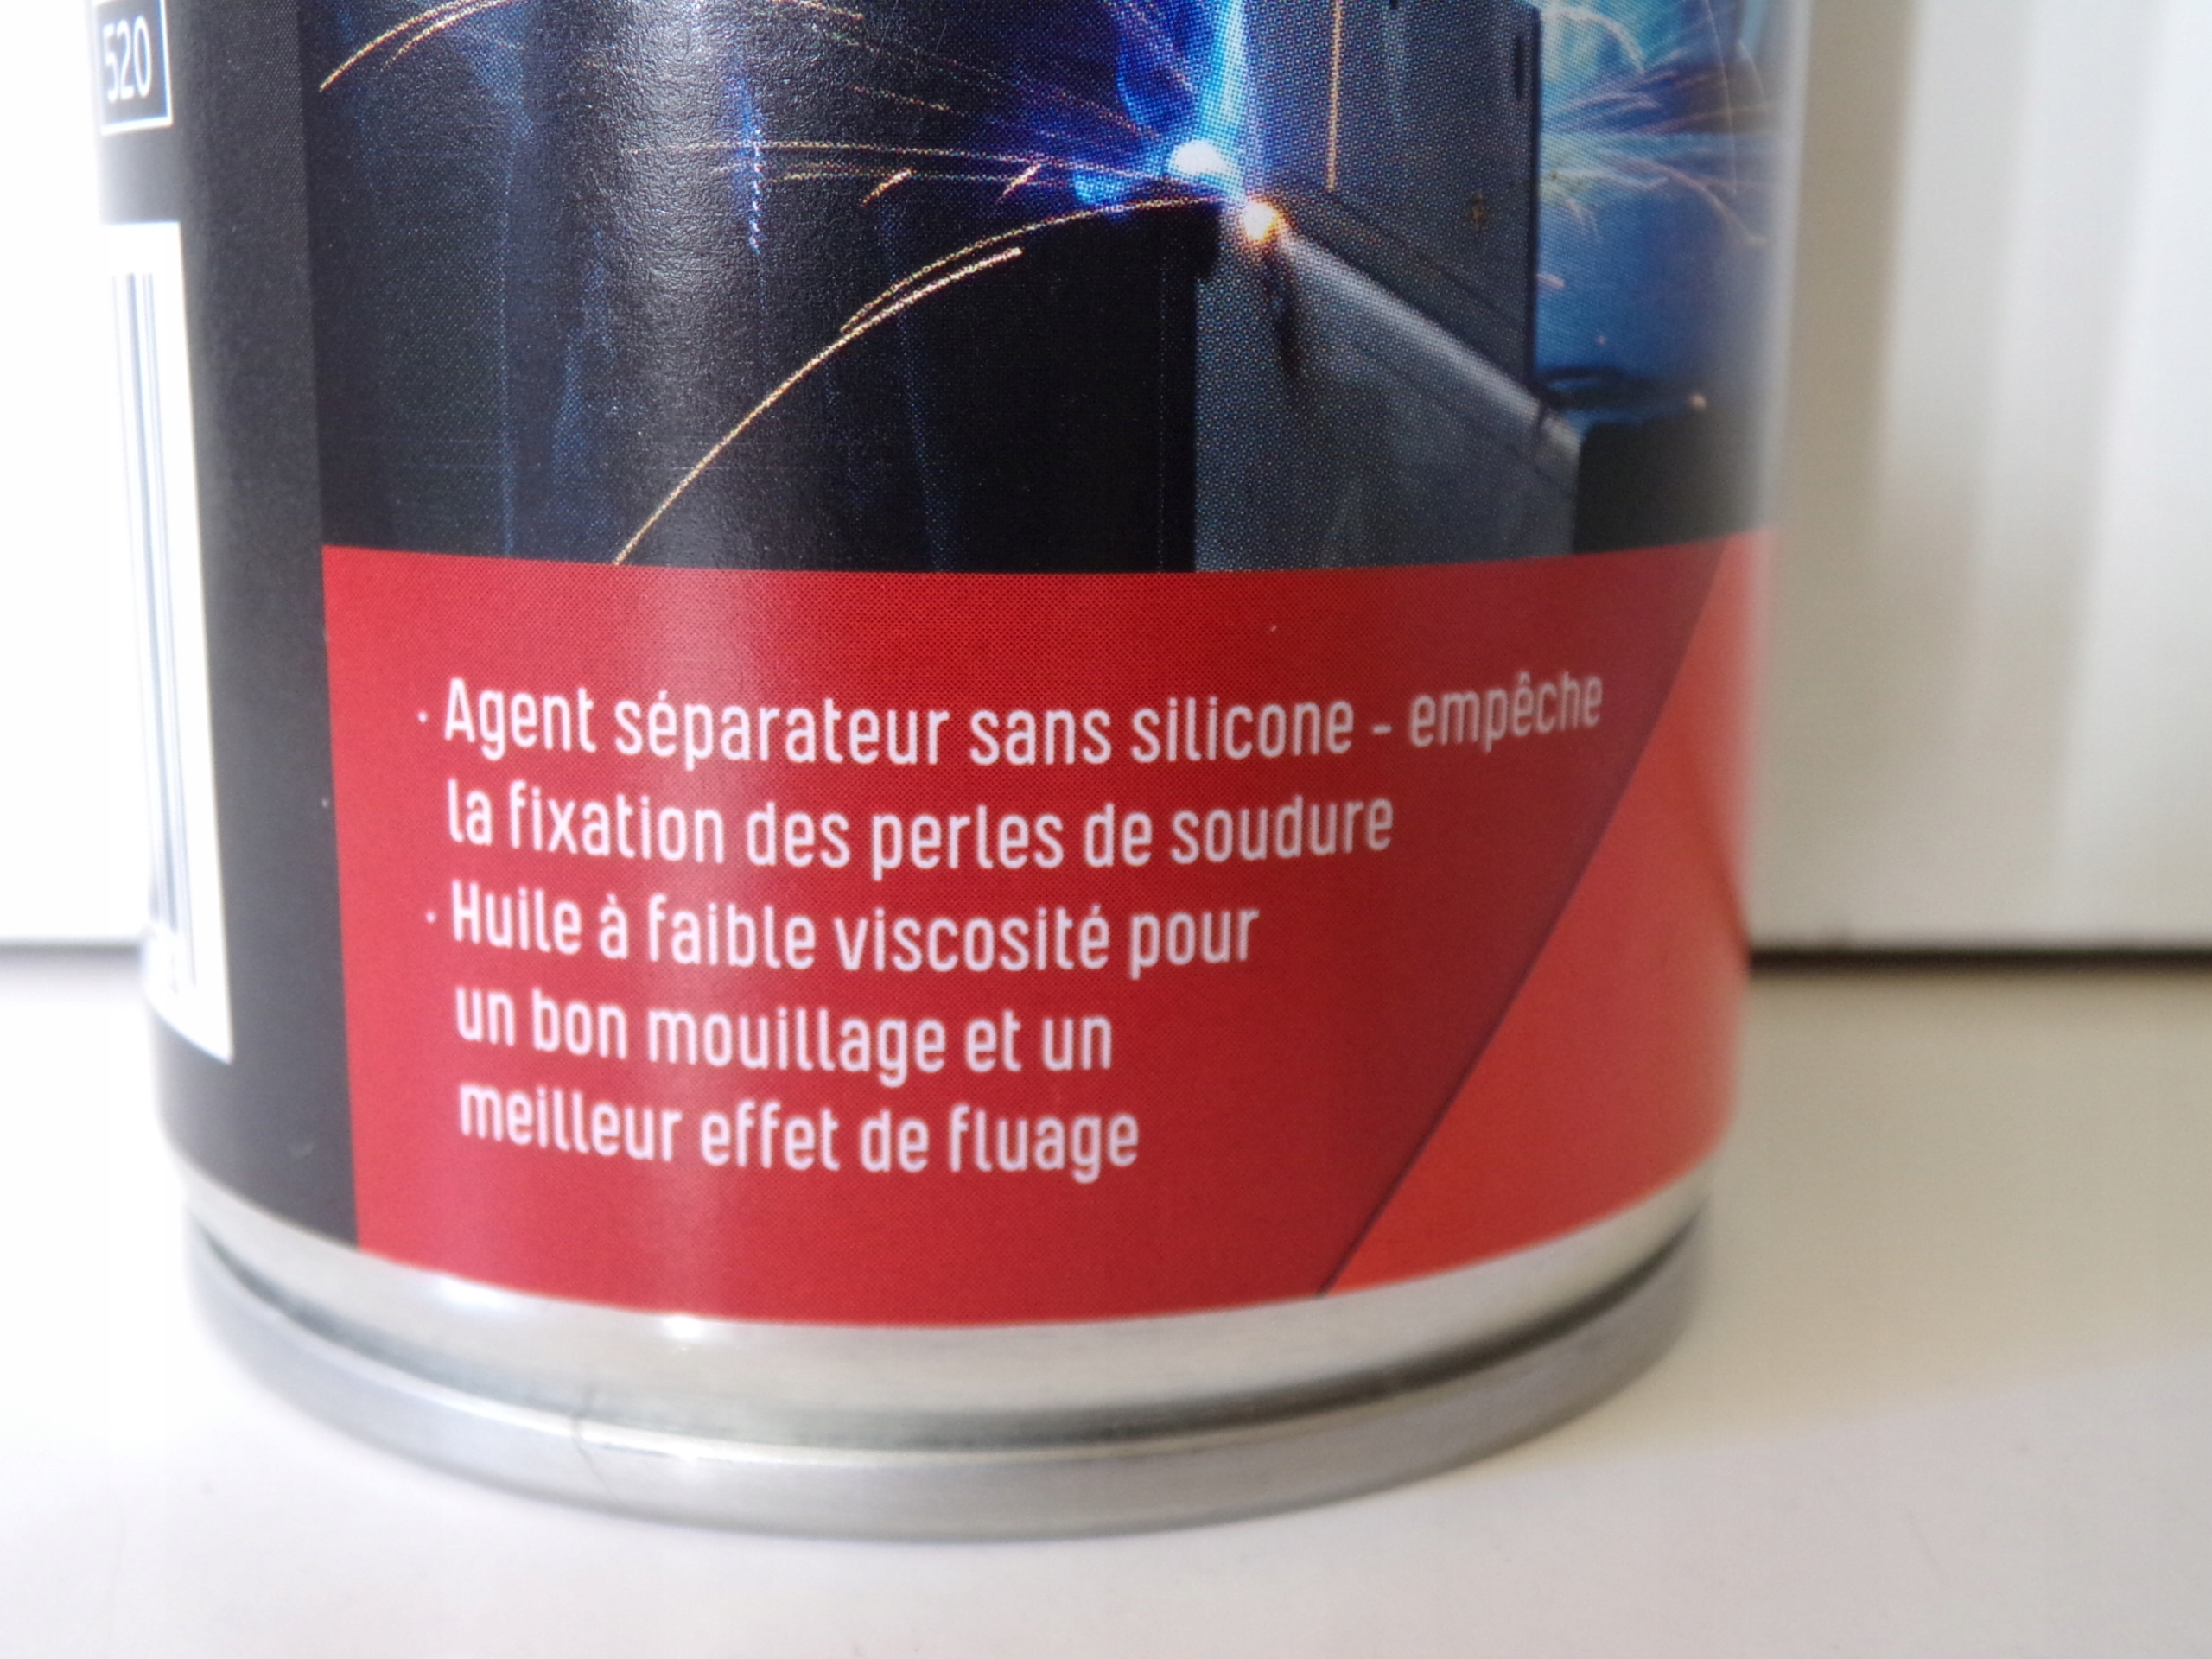 520
· Agent séparateur sans silicone - empêche
la fixation des perles de soudure
· Huile à faible viscosité pour
un bon mouillage et un
meilleur effet de fluage